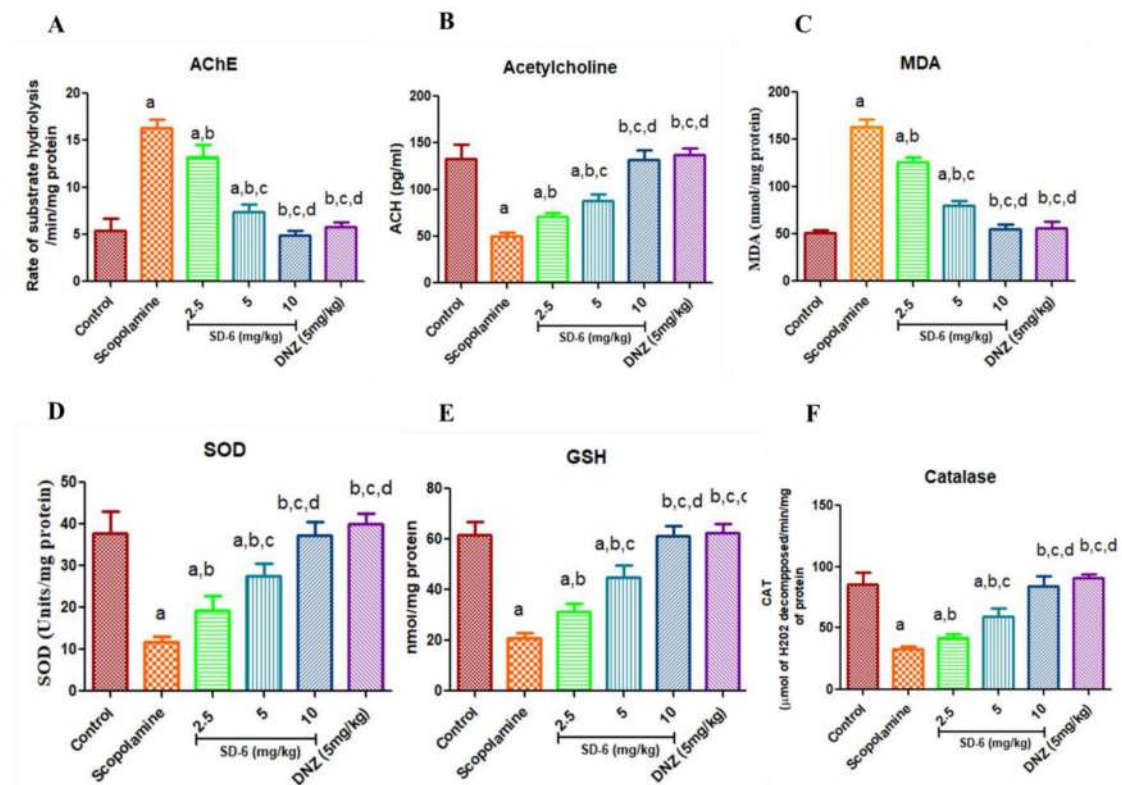 A
AChE
Rate of substrate hydrolysis
/min/mg protein
20
15
10
5
0
a
a,b
a,b,c
b,c,d
b,c,d
Control
Scopolamine
2-5
5
10
DNZ (5mg/kg)
SD-6 (mg/kg)
B
Acetylcholine
ACH (pg/ml)
200
150
100
50
0
a
a,b
a,b,c
b,c,d
b,c,d
Control
Scopolamine
2-5
5
10
DNZ (5mg/kg)
SD-6 (mg/kg)
C
MDA
MDA (nmol/mg protein)
200
150
100
50
0
a
a,b
a,b,c
b,c,d
b,c,d
Control
Scopolamine
2-5
5
10
DNZ (5mg/kg)
SD-6 (mg/kg)
D
SOD
SOD (Units/mg protein)
50
40
30
20
10
0
a
a,b
a,b,c
b,c,d
b,c,d
Control
Scopolamine
2-5
5
10
DNZ (5mg/kg)
SD-6 (mg/kg)
E
GSH
nmol/mg protein
80
60
40
20
0
a
a,b
a,b,c
b,c,d
b,c,c
Control
Scopolamine
2-5
5
10
DNZ (5mg/kg)
SD-6 (mg/kg)
F
Catalase
CAT
(μmol of H202 decompposed/min/mg
of protein)
150
100
50
0
a
a,b
a,b,c
b,c,d
b,c,d
Control
Scopolamine
2-5
5
10
DNZ (5mg/kg)
SD-6 (mg/kg)